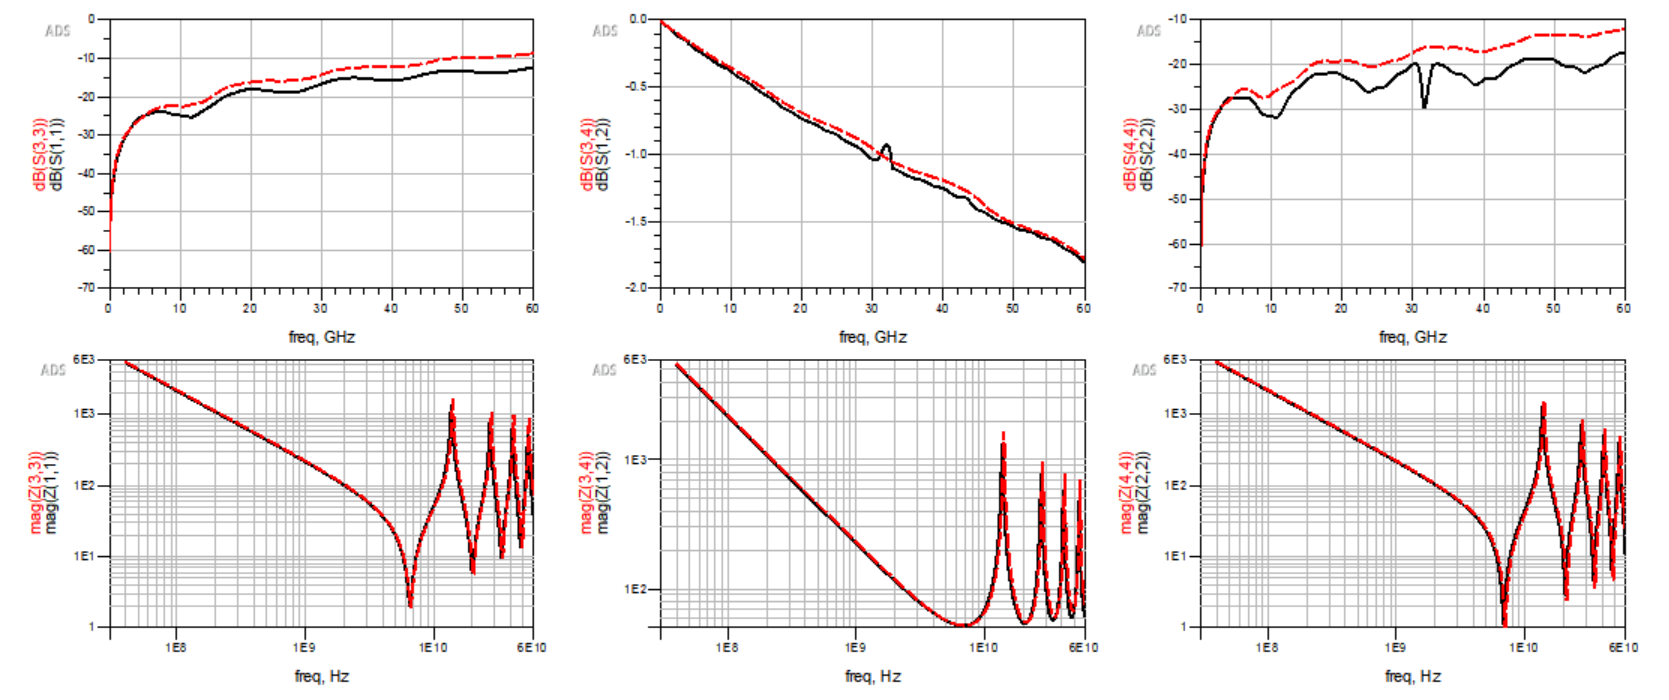 ADS
0
-10
-20
-30
-40
-50
-60
-70
dB(S(3,3))
dB(S(1,1))
0 10 20 30 40 50 60
freq, GHz
ADS
0.0
-0.5
-1.0
-1.5
-2.0
dB(S(3,4))
dB(S(1,2))
0 10 20 30 40 50 60
freq, GHz
ADS
-10
-20
-30
-40
-50
-60
-70
dB(S(4,4))
dB(S(2,2))
0 10 20 30 40 50 60
freq, GHz
ADS
6E3
1E3
1E2
1E1
1
mag(Z(3,3))
mag(Z(1,1))
1E8 1E9 1E10 6E10
freq, Hz
ADS
6E3
1E3
1E2
mag(Z(3,4))
mag(Z(1,2))
1E8 1E9 1E10 6E10
freq, Hz
ADS
6E3
1E3
1E2
1E1
1
mag(Z(4,4))
mag(Z(2,2))
1E8 1E9 1E10 6E10
freq, Hz